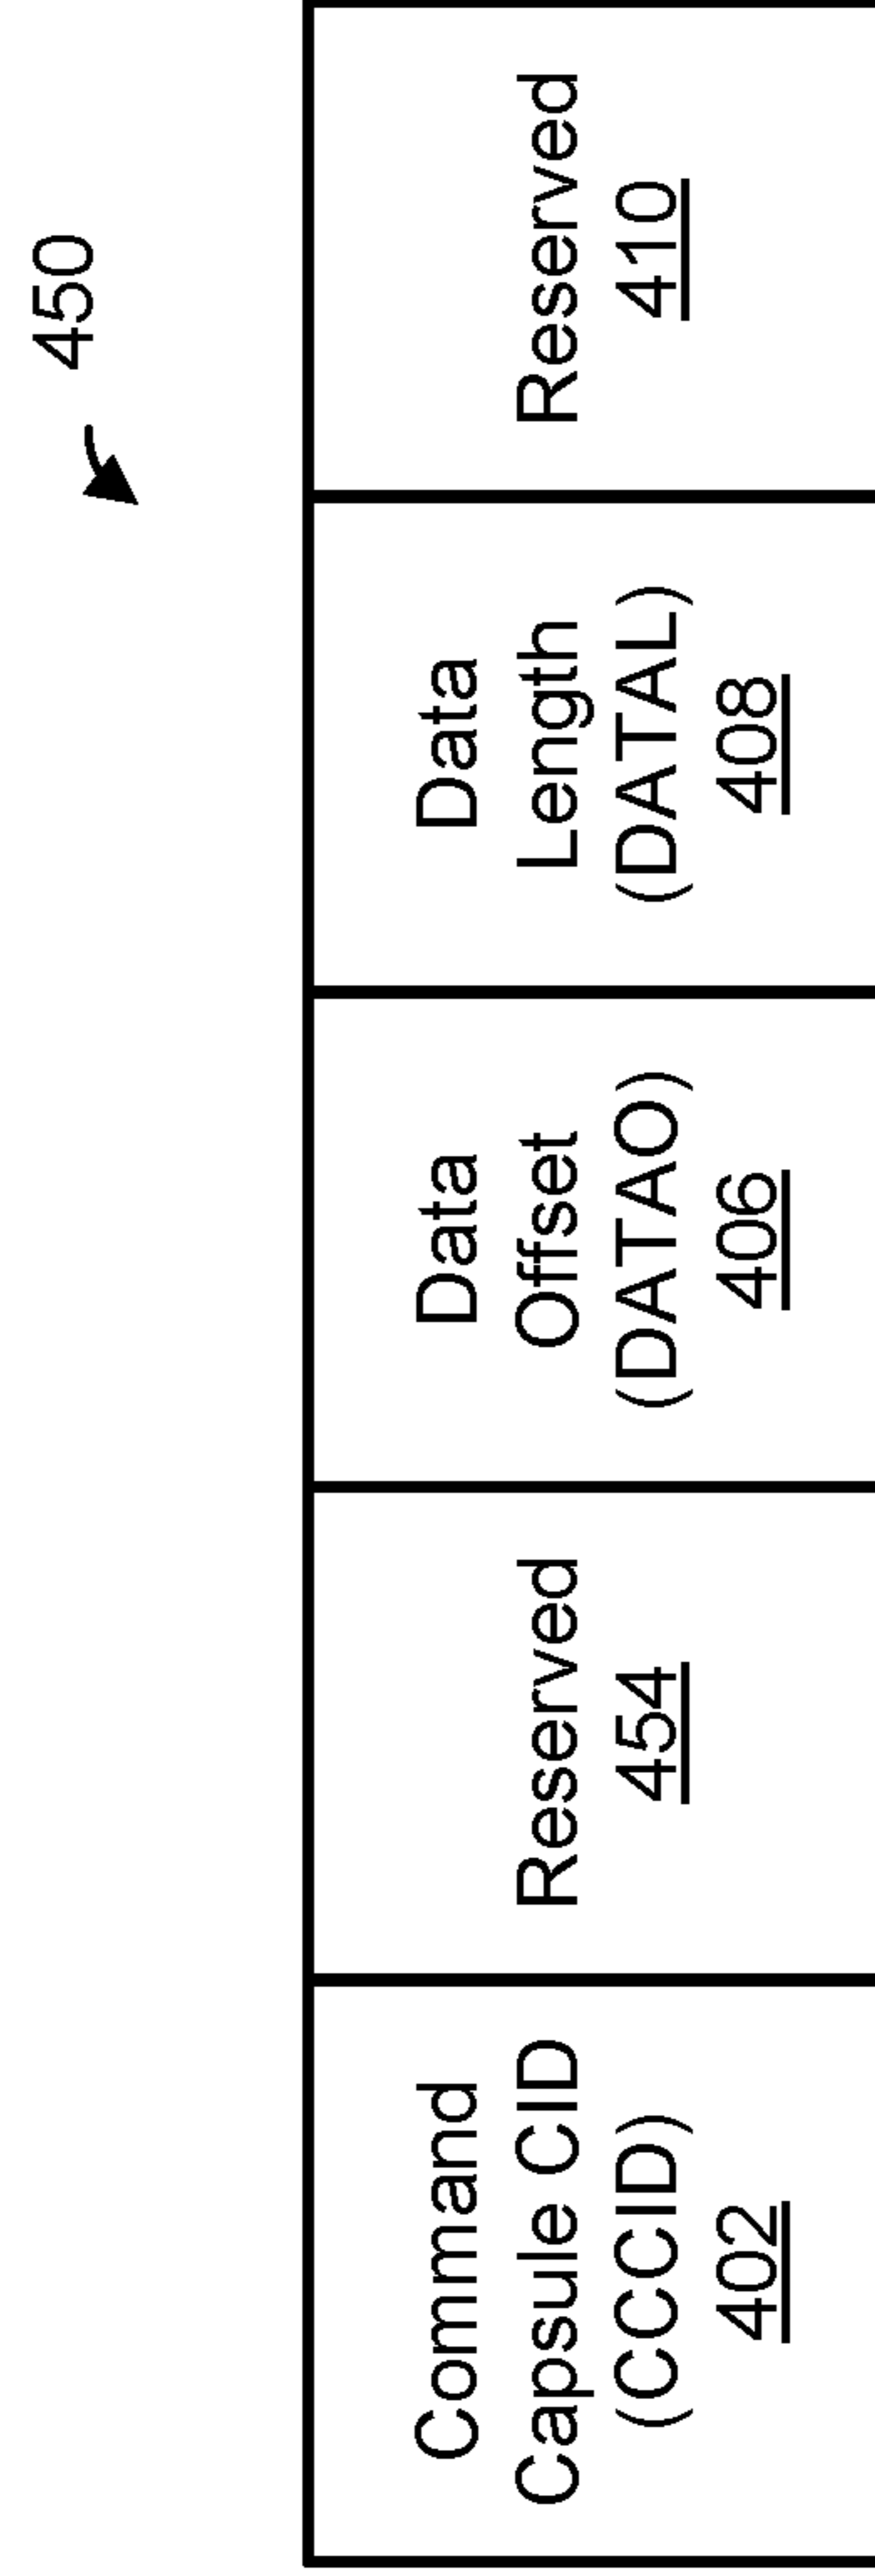 450
Command
Capsule CID
(CCCID)
402
Reserved
454
Data
Offset
(DATAO)
406
Data
Length
(DATAL)
408
Reserved
410